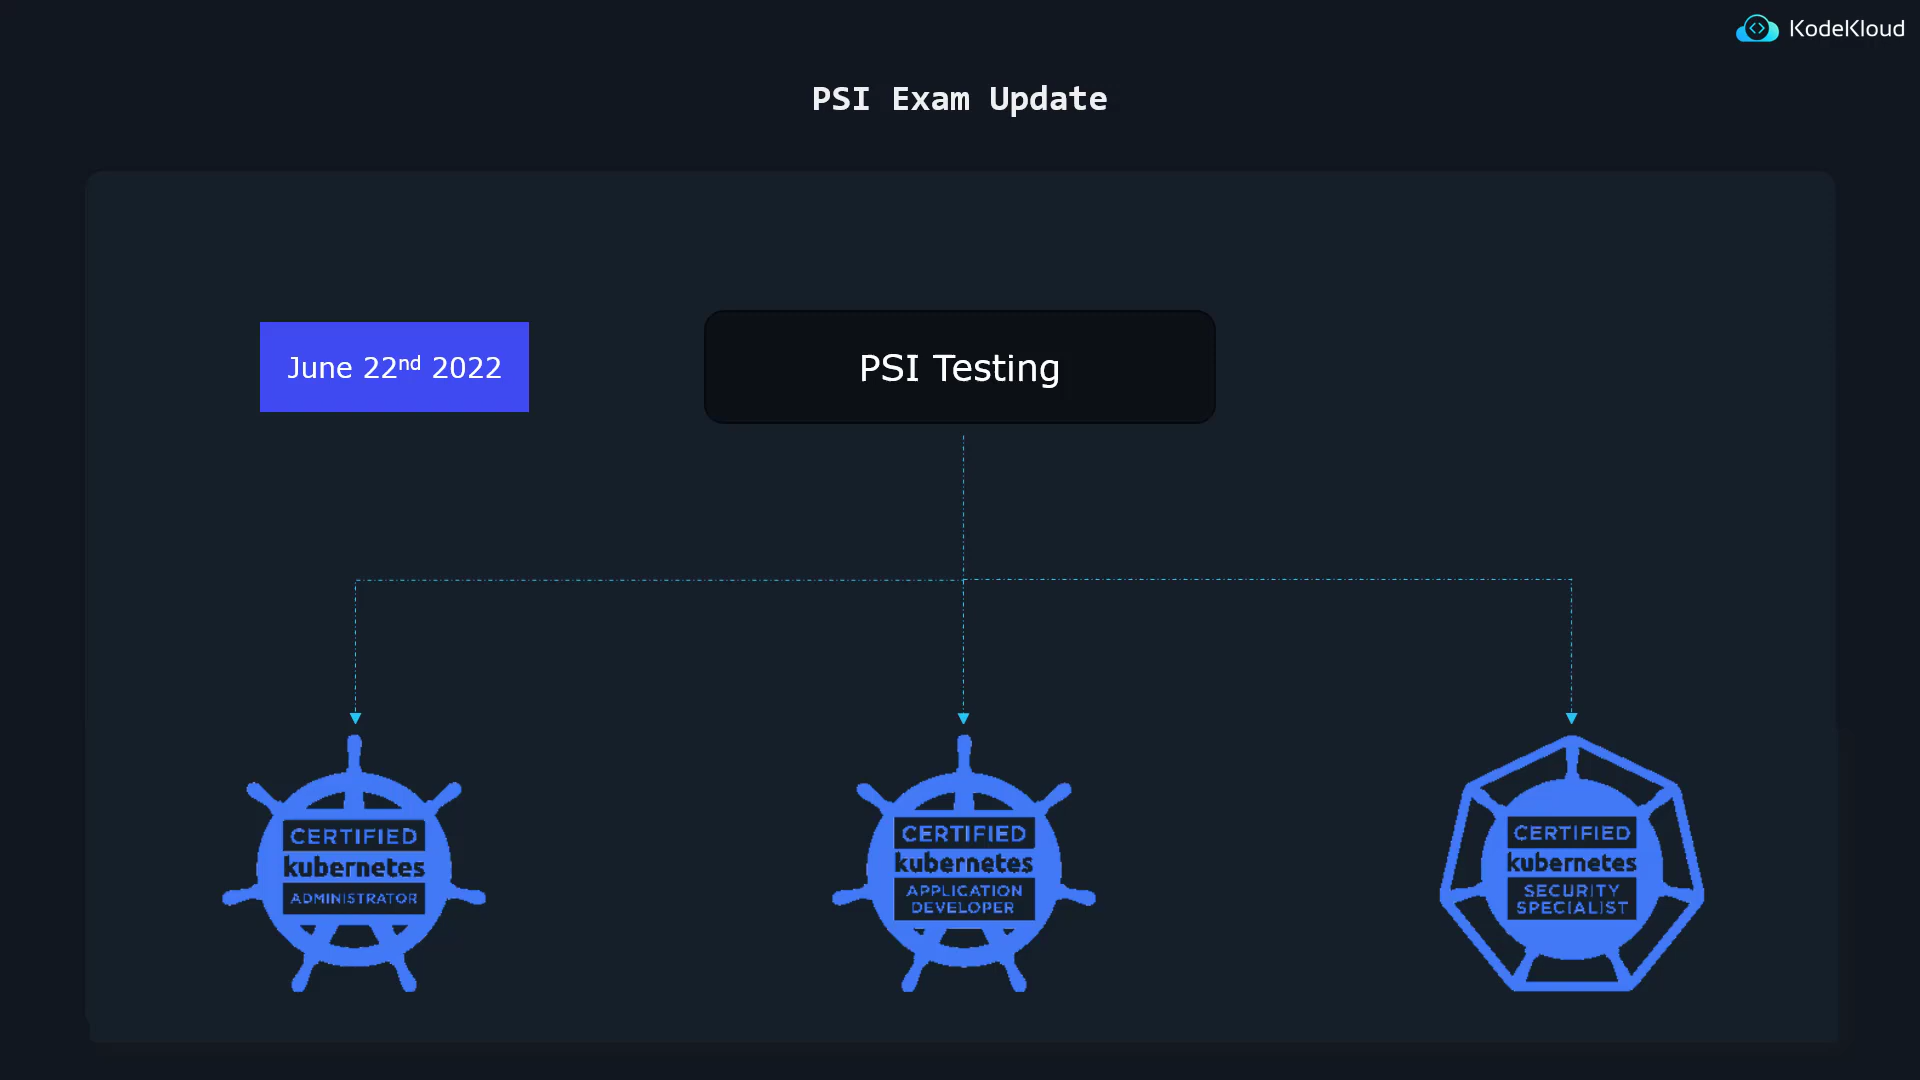 KodeKloud
PSI Exam Update
June 22nd 2022
PSI Testing
CERTIFIED
kubernetes
ADMINISTRATOR
CERTIFIED
kubernetes
APPLICATION
DEVELOPER
CERTIFIED
kubernetes
SECURITY
SPECIALIST